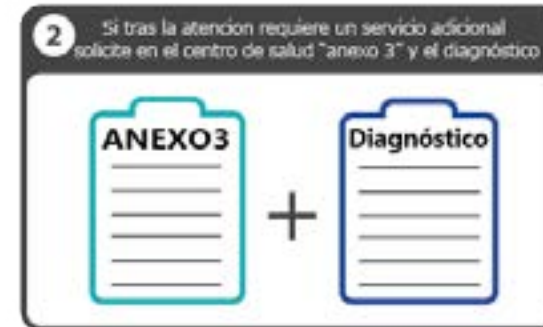 2
Si tras la atencion requiere un servicio adicional
solicite en el centro de salud "anexo 3" y el diagnóstico
ANEXO3
+
Diagnóstico